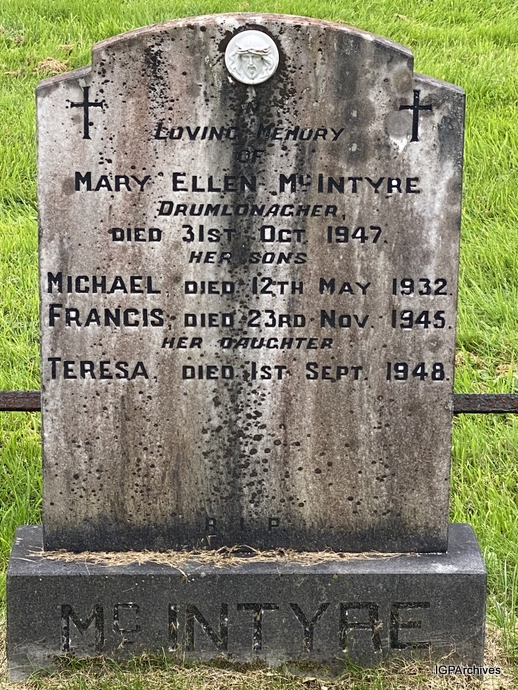 LOVING MEMORY
OF
MARY ELLEN McINTYRE
DRUMLONAGHER,
DIED 31ST OCT. 1947.
HER SONS
MICHAEL DIED 12TH MAY 1932.
FRANCIS, DIED 23RD NOV. 1945.
HER DAUGHTER
TERESA. DIED 1ST SEPT. 1948.
R.I.P.
McINTYRE
IGPArchives